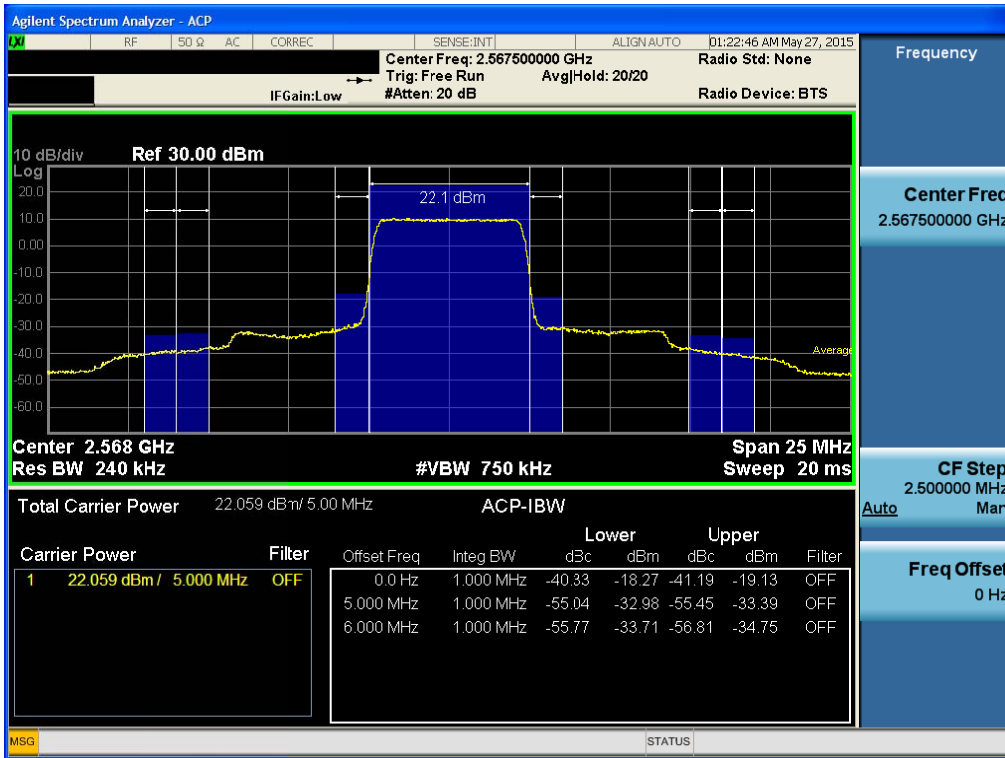 Agilent Spectrum Analyzer - ACP
LXI RF 50 Ω AC CORREC SENSE:INT ALIGN AUTO 01:22:46 AM May 27, 2015
Center Freq: 2.567500000 GHz Radio Std: None
Trig: Free Run Avg|Hold: 20/20
IFGain:Low #Atten: 20 dB Radio Device: BTS
Frequency
10 dB/div Ref 30.00 dBm
Log
20.0
10.0
0.00
-10.0
-20.0
-30.0
-40.0
-50.0
-60.0
22.1 dBm
Average
Center 2.568 GHz Span 25 MHz
Res BW 240 kHz #VBW 750 kHz Sweep 20 ms
Center Freq
2.567500000 GHz
CF Step
2.500000 MHz
Auto Man
Freq Offset
0 Hz
Total Carrier Power 22.059 dBm/ 5.00 MHz ACP-IBW
Lower Upper
Carrier Power Filter Offset Freq Integ BW dBc dBm dBc dBm Filter
1 22.059 dBm / 5.000 MHz OFF 0.0 Hz 1.000 MHz -40.33 -18.27 -41.19 -19.13 OFF
5.000 MHz 1.000 MHz -55.04 -32.98 -55.45 -33.39 OFF
6.000 MHz 1.000 MHz -55.77 -33.71 -56.81 -34.75 OFF
MSG STATUS